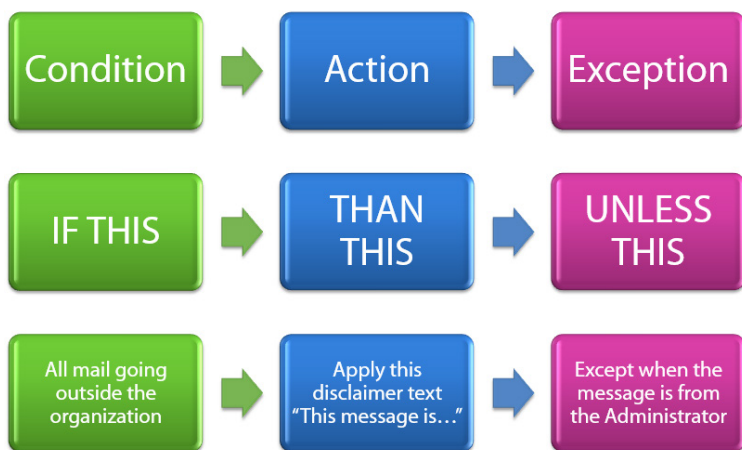 Condition
Action
Exception
IF THIS
THAN
THIS
UNLESS
THIS
All mail going
outside the
organization
Apply this
disclaimer text
“This message is...”
Except when the
message is from
the Administrator